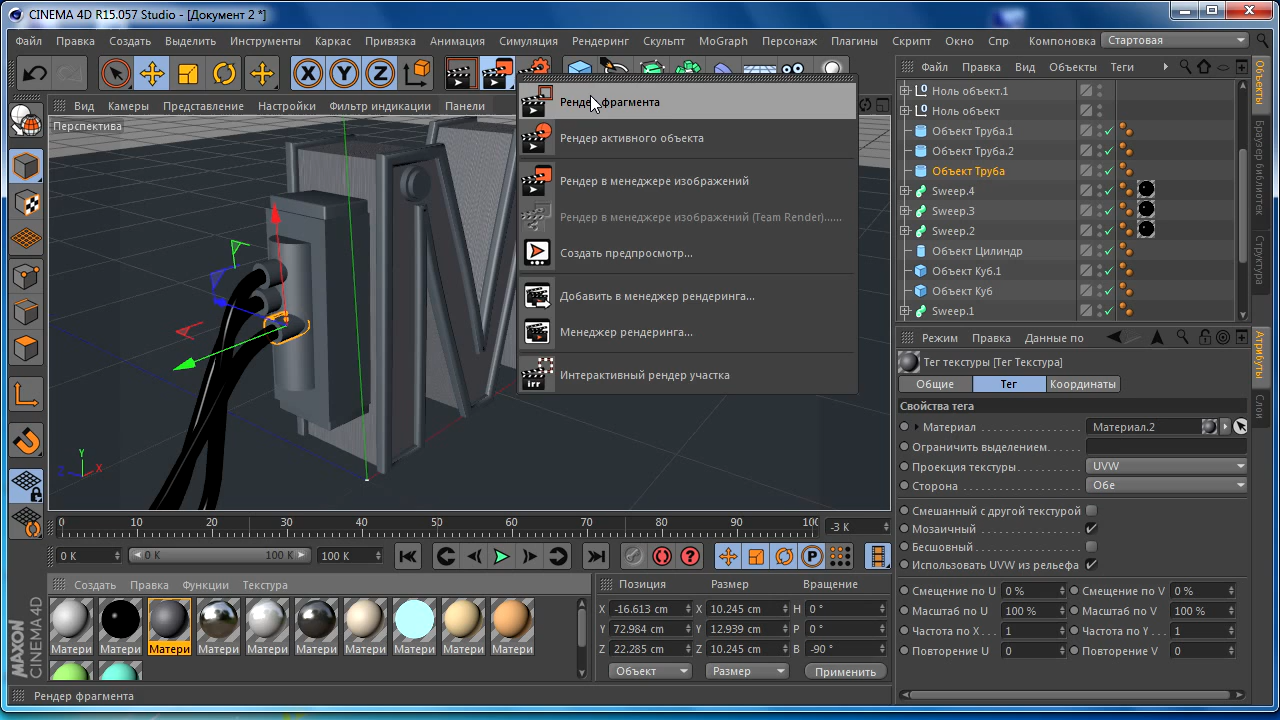 CINEMA 4D R15.057 Studio - [Документ 2 *]
Файл Правка Создать Выделить Инструменты Каркас Привязка Анимация Симуляция Рендеринг Скульпт MoGraph Персонаж Плагины Скрипт Окно Спр Компоновка Стартовая
X Y Z
Файл Правка Вид Объекты Теги
Вид Камеры Представление Настройки Фильтр индикации Панели
Перспектива
Рендер фрагмента
Рендер активного объекта
Рендер в менеджере изображений
Рендер в менеджере изображений (Team Render)......
Создать предпросмотр...
Добавить в менеджер рендеринга...
Менеджер рендеринга...
irr Интерактивный рендер участка
Ноль объект.1
Ноль объект
Объект Труба.1
Объект Труба.2
Объект Труба
Sweep.4
Sweep.3
Sweep.2
Объект Цилиндр
Объект Куб.1
Объект Куб
Sweep.1
Объекты
Браузер библиотек
Структура
Режим Правка Данные по
Тег текстуры [Тег Текстура]
Общие Тег Координаты
Свойства тега
Материал Материал.2
Ограничить выделением.
Проекция текстуры UVW
Сторона Обе
Смешанный с другой текстурой
Мозаичный
Бесшовный
Использовать UVW из рельефа
Смещение по U 0 % Смещение по V 0 %
Масштаб по U 100 % Масштаб по V 100 %
Частота по X 1 Частота по Y 1
Повторение U 0 Повторение V 0
Атрибуты
Слои
Y
Z X
0 10 20 30 40 50 60 70 80 90 100 -3 K
0 K 0 K 100 K 100 K
P
Создать Правка Функции Текстура
Матери Матери Матери Матери Матери Матери Матери Матери Матери Матери
MAXON
CINEMA 4D
Позиция Размер Вращение
X -16.613 cm X 10.245 cm H 0 °
Y 72.984 cm Y 12.939 cm P 0 °
Z 22.285 cm Z 10.245 cm B -90 °
Объект Размер Применить
Рендер фрагмента